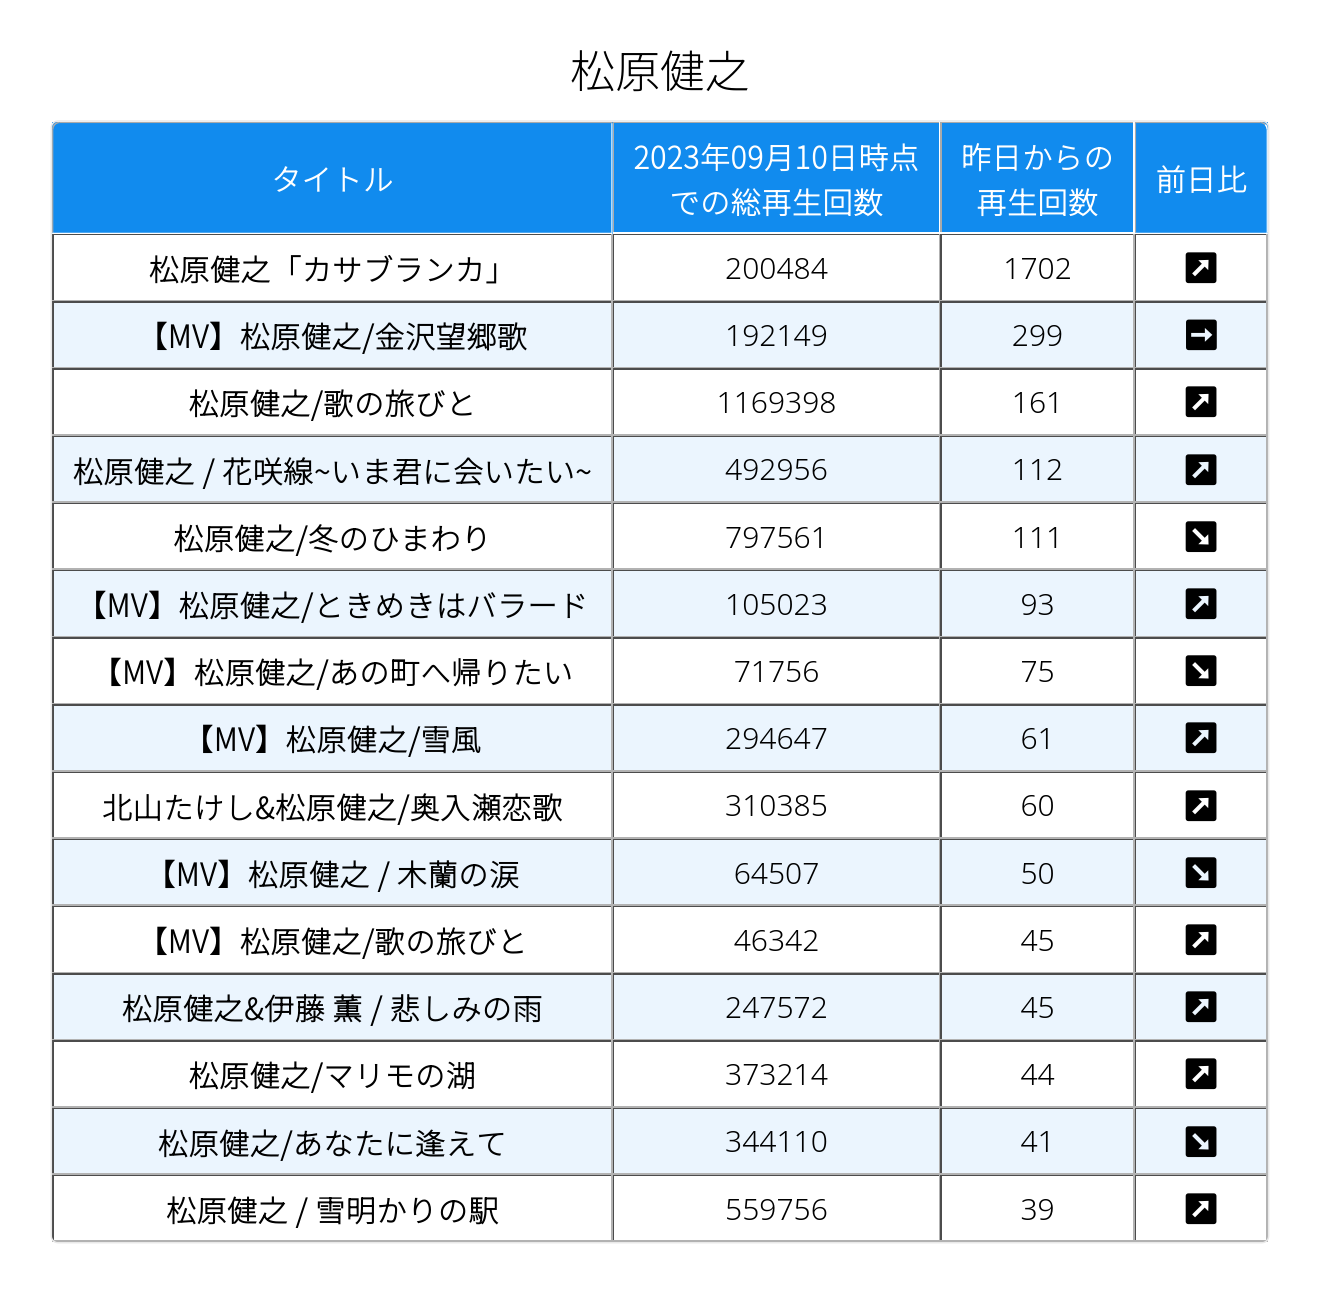 松原健之
タイトル
2023年09月10日時点
での総再生回数
昨日からの
再生回数
前日比
松原健之「カサブランカ」 200484 1702 ↗
【MV】松原健之/金沢望郷歌 192149 299 →
松原健之/歌の旅びと 1169398 161 ↗
松原健之 / 花咲線~いま君に会いたい~ 492956 112 ↗
松原健之/冬のひまわり 797561 111 ↘
【MV】松原健之/ときめきはバラード 105023 93 ↗
【MV】松原健之/あの町へ帰りたい 71756 75 ↘
【MV】松原健之/雪風 294647 61 ↗
北山たけし&松原健之/奥入瀬恋歌 310385 60 ↗
【MV】松原健之 / 木蘭の涙 64507 50 ↘
【MV】松原健之/歌の旅びと 46342 45 ↗
松原健之&伊藤 薫 / 悲しみの雨 247572 45 ↗
松原健之/マリモの湖 373214 44 ↗
松原健之/あなたに逢えて 344110 41 ↘
松原健之 / 雪明かりの駅 559756 39 ↗